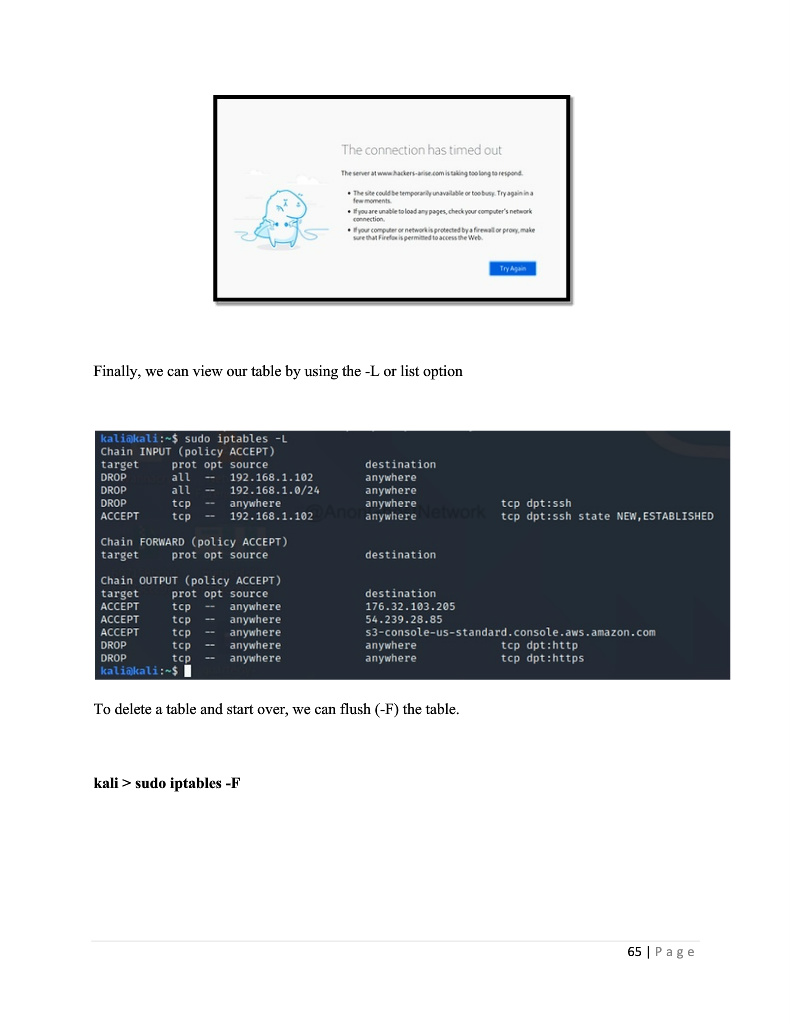 The connection has timed out
The server at www.hackers-arise.com is taking too long to respond.
• The site could be temporarily unavailable or too busy. Try again in a
few moments.
• If you are unable to load any pages, check your computer's network
connection.
• If your computer or network is protected by a firewall or proxy, make
sure that Firefox is permitted to access the Web.
Try Again
Finally, we can view our table by using the -L or list option
kali@kali:~$ sudo iptables -L
Chain INPUT (policy ACCEPT)
target prot opt source destination
DROP all -- 192.168.1.102 anywhere
DROP all -- 192.168.1.0/24 anywhere
DROP tcp -- anywhere anywhere tcp dpt:ssh
ACCEPT tcp -- 192.168.1.102 anywhere tcp dpt:ssh state NEW,ESTABLISHED
Chain FORWARD (policy ACCEPT)
target prot opt source destination
Chain OUTPUT (policy ACCEPT)
target prot opt source destination
ACCEPT tcp -- anywhere 176.32.103.205
ACCEPT tcp -- anywhere 54.239.28.85
ACCEPT tcp -- anywhere s3-console-us-standard.console.aws.amazon.com
DROP tcp -- anywhere anywhere tcp dpt:http
DROP tcp -- anywhere anywhere tcp dpt:https
kali@kali:~$
To delete a table and start over, we can flush (-F) the table.
kali > sudo iptables -F
65 | Page